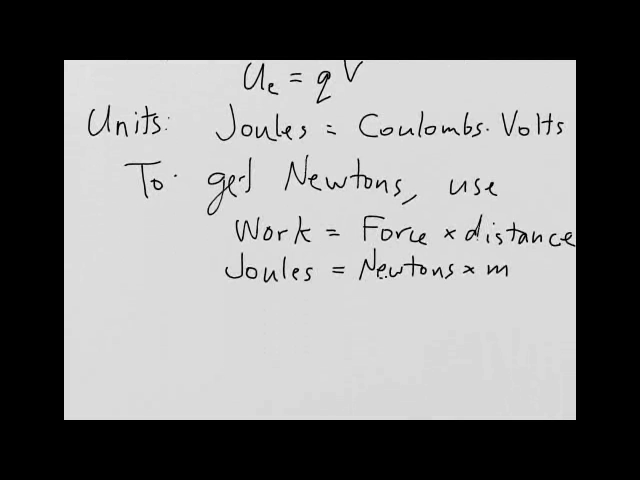 Ue = qV
Units: Joules = Coulombs · Volts
To get Newtons, use
Work = Force × distance
Joules = Newtons × m